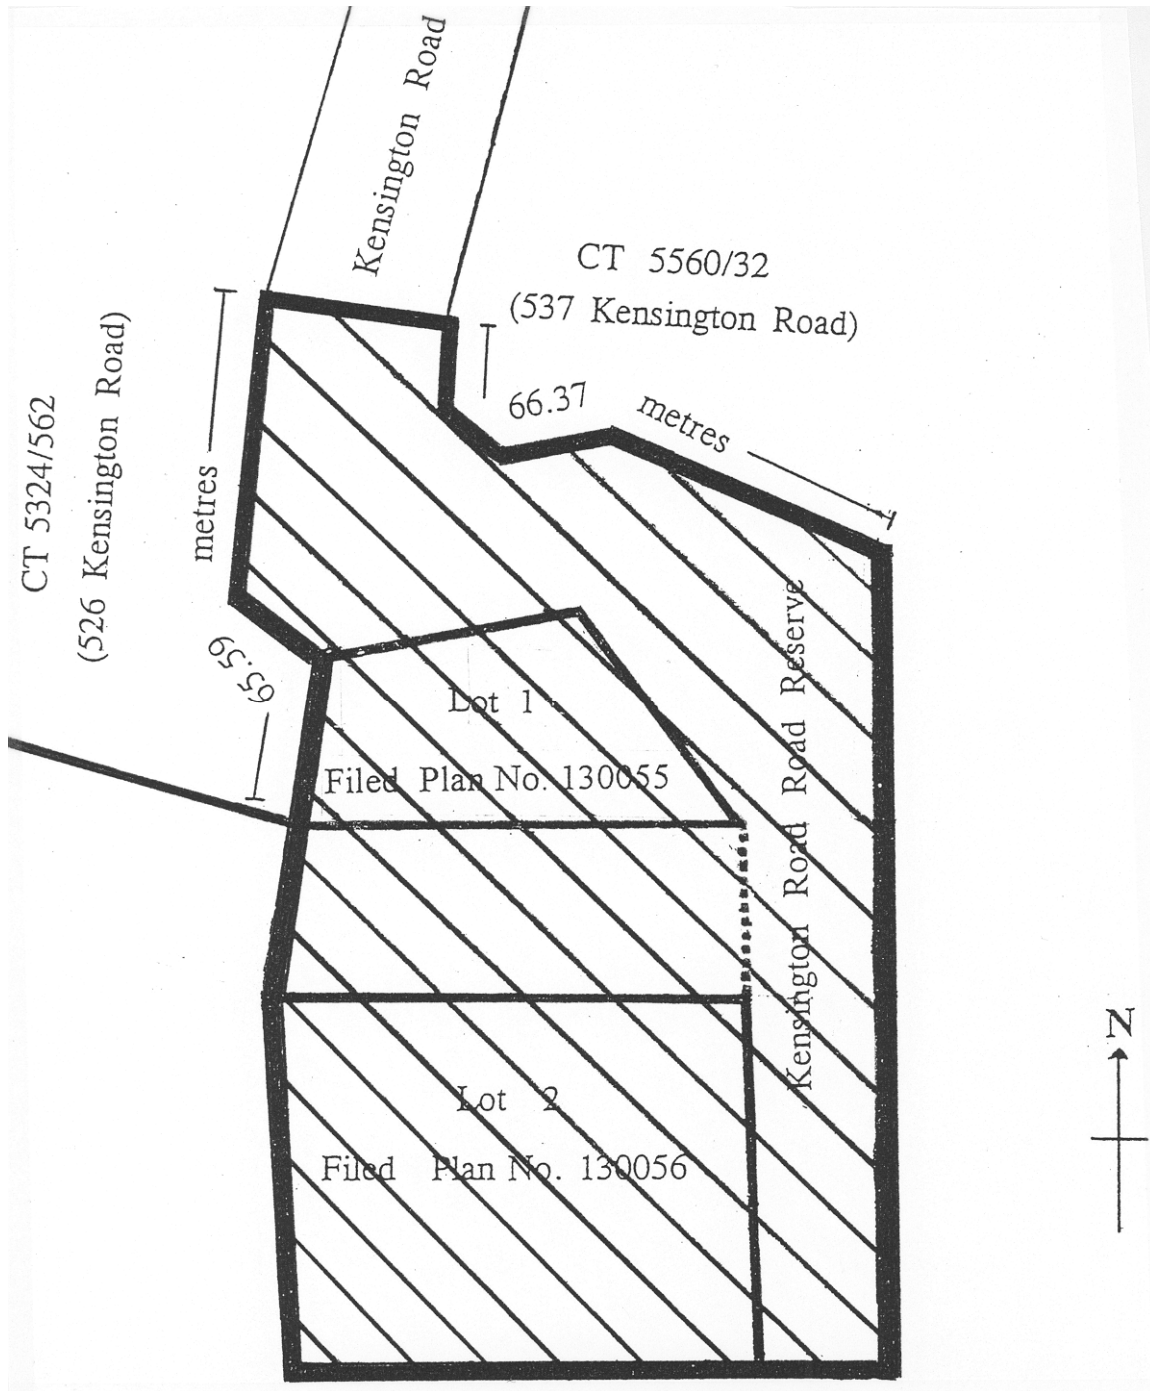 Kensington Road
CT 5560/32
(537 Kensington Road)
66.37 metres
CT 5324/562
(526 Kensington Road)
65.59 metres
Lot 1
Filed Plan No. 130055
Kensington Road Road Reserve
Lot 2
Filed Plan No. 130056
N